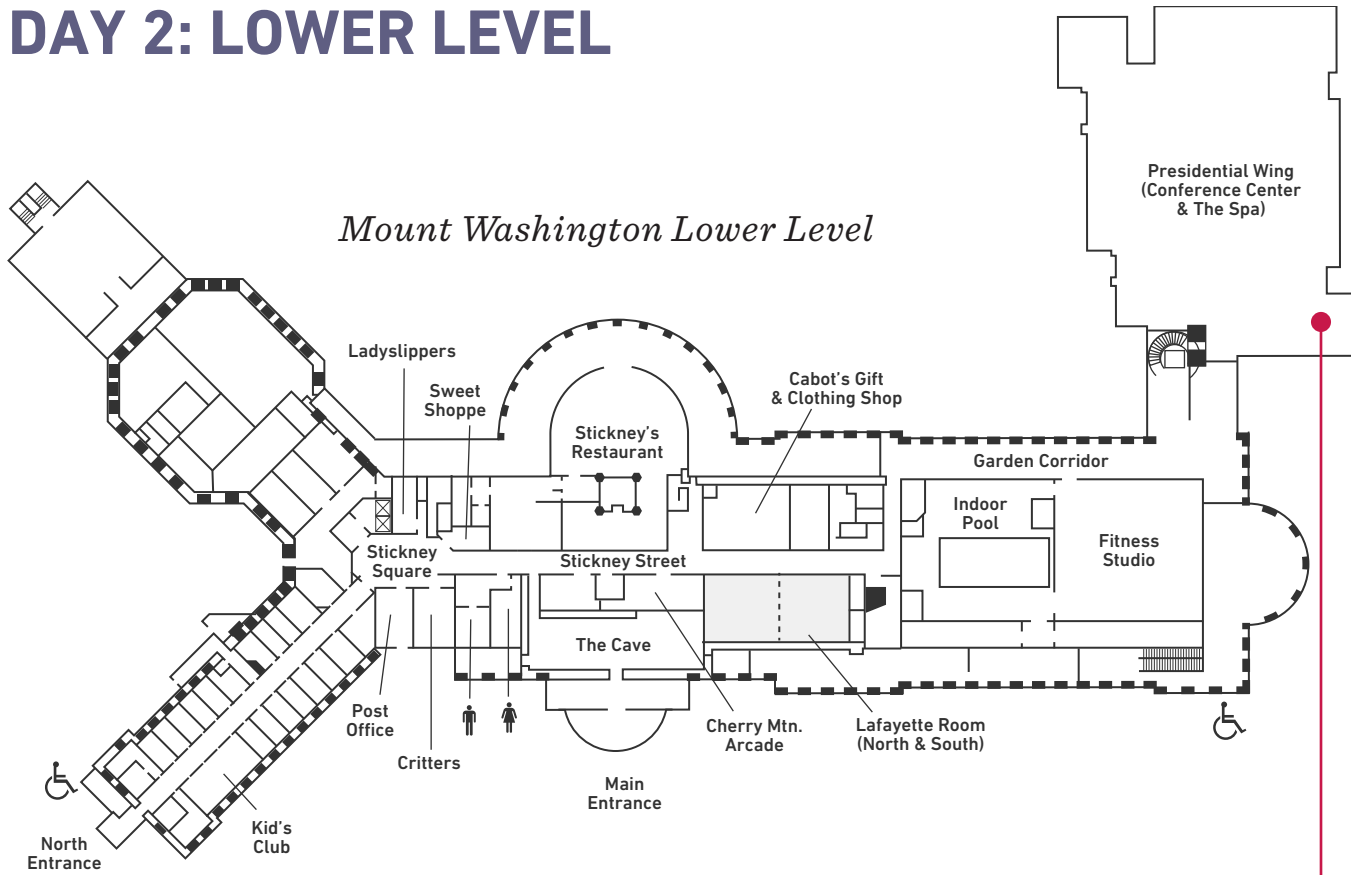 DAY 2: LOWER LEVEL
Presidential Wing
(Conference Center
& The Spa)
Mount Washington Lower Level
Ladyslippers
Sweet
Shoppe
Cabot's Gift
& Clothing Shop
Stickney's
Restaurant
Garden Corridor
Indoor
Pool
Fitness
Studio
Stickney
Square
Stickney Street
The Cave
Post
Office
Critters
Cherry Mtn.
Arcade
Lafayette Room
(North & South)
Main
Entrance
Kid's
Club
North
Entrance